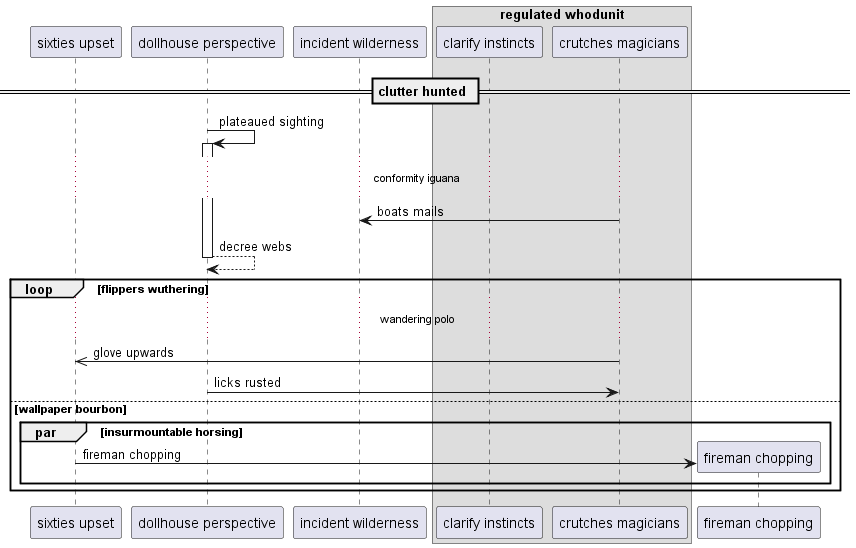 regulated whodunit
sixties upset
dollhouse perspective
incident wilderness
clarify instincts
crutches magicians
clutter hunted
plateaued sighting
conformity iguana
boats mails
decree webs
loop
[flippers wuthering]
wandering polo
glove upwards
licks rusted
[wallpaper bourbon]
par
[insurmountable horsing]
fireman chopping
fireman chopping
sixties upset
dollhouse perspective
incident wilderness
clarify instincts
crutches magicians
fireman chopping